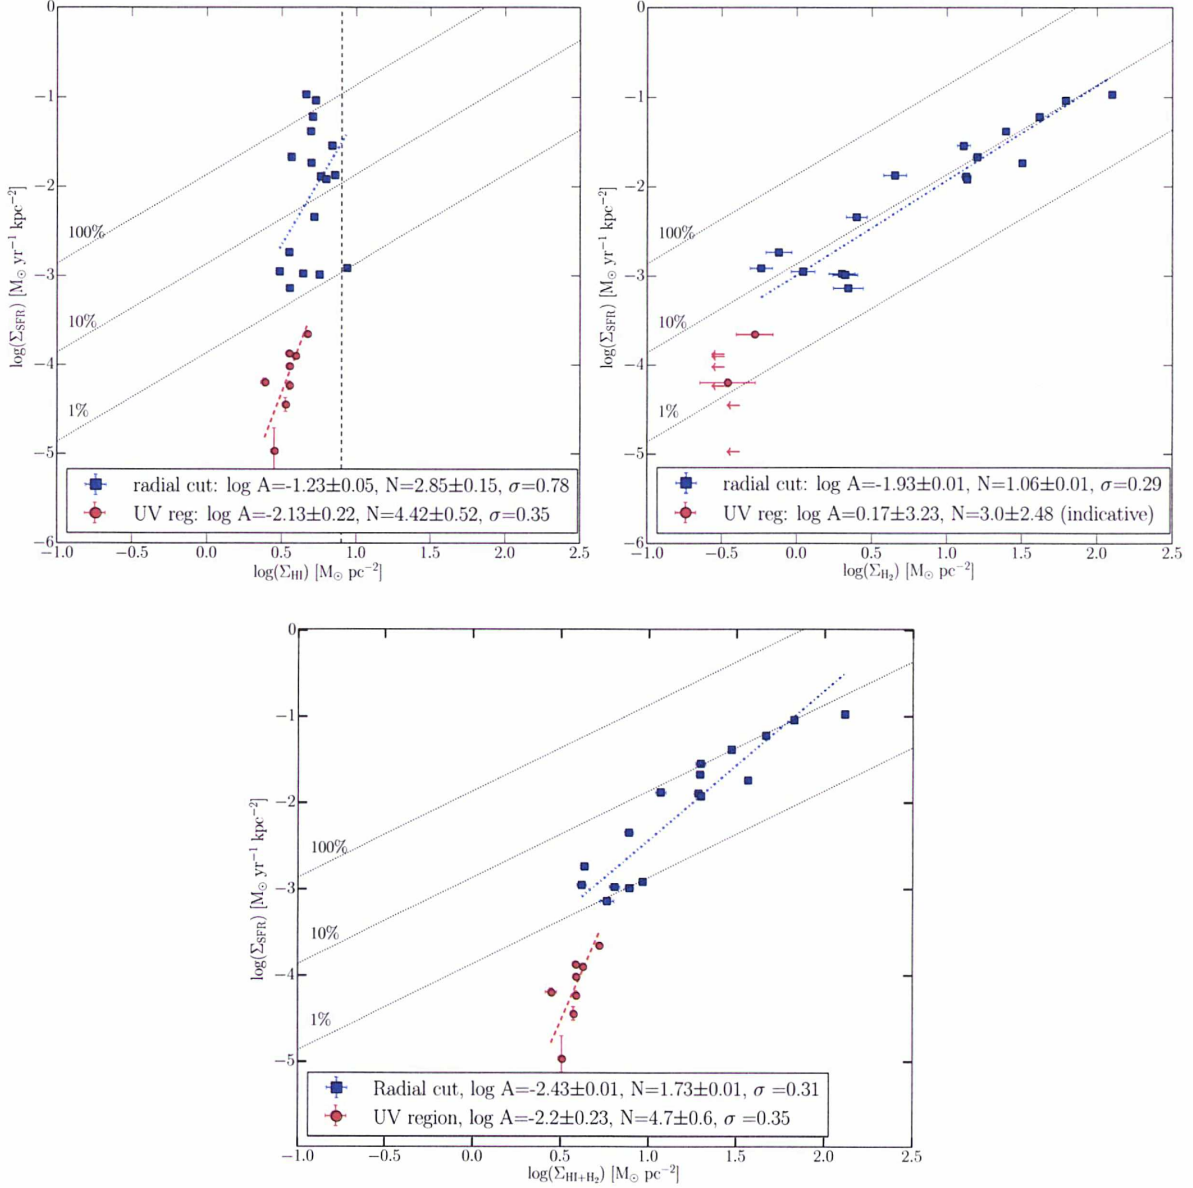 0
−1
−2
−3
−4
−5
−6
log(Σ_SFR) [M⊙ yr⁻¹ kpc⁻²]
100%
10%
1%
radial cut: log A=-1.23±0.05, N=2.85±0.15, σ=0.78
UV reg: log A=-2.13±0.22, N=4.42±0.52, σ=0.35
−1.0 −0.5 0.0 0.5 1.0 1.5 2.0 2.5
log(Σ_HI) [M⊙ pc⁻²]
0
−1
−2
−3
−4
−5
−6
log(Σ_SFR) [M⊙ yr⁻¹ kpc⁻²]
100%
10%
1%
radial cut: log A=-1.93±0.01, N=1.06±0.01, σ=0.29
UV reg: log A=0.17±3.23, N=3.0±2.48 (indicative)
−1.0 −0.5 0.0 0.5 1.0 1.5 2.0 2.5
log(Σ_H₂) [M⊙ pc⁻²]
0
−1
−2
−3
−4
−5
−6
log(Σ_SFR) [M⊙ yr⁻¹ kpc⁻²]
100%
10%
1%
Radial cut, log A=-2.43±0.01, N=1.73±0.01, σ =0.31
UV region, log A=-2.2±0.23, N=4.7±0.6, σ =0.35
−1.0 −0.5 0.0 0.5 1.0 1.5 2.0 2.5
log(Σ_HI+H₂) [M⊙ pc⁻²]